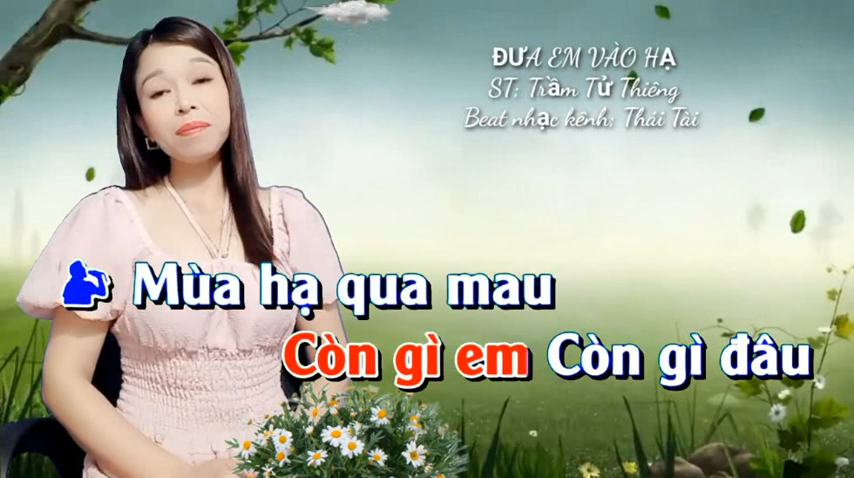 ĐƯA EM VÀO HẠ
ST: Trầm Tử Thiêng
Beat nhạc kênh: Thái Tài
Mùa hạ qua mau
Còn gì em Còn gì đâu